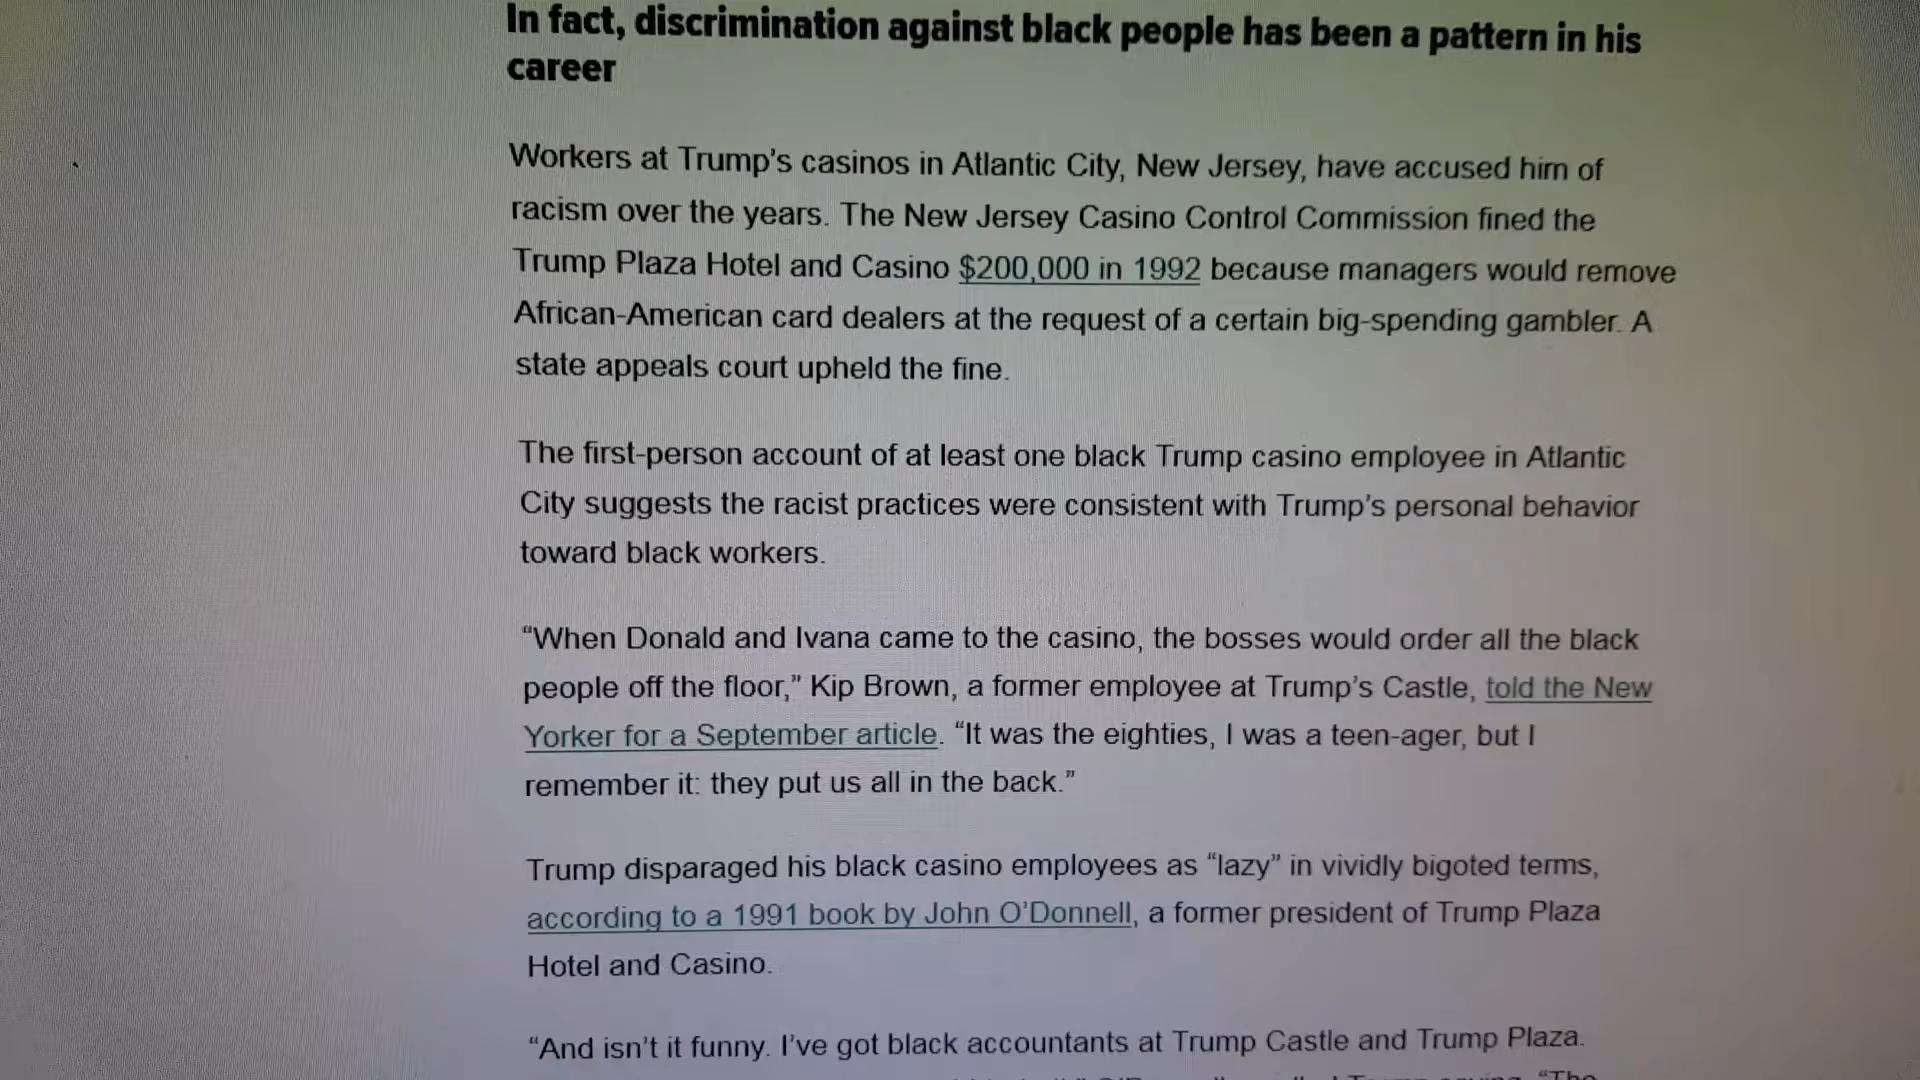 In fact, discrimination against black people has been a pattern in his
career
Workers at Trump's casinos in Atlantic City, New Jersey, have accused him of
racism over the years. The New Jersey Casino Control Commission fined the
Trump Plaza Hotel and Casino $200,000 in 1992 because managers would remove
African-American card dealers at the request of a certain big-spending gambler. A
state appeals court upheld the fine.
The first-person account of at least one black Trump casino employee in Atlantic
City suggests the racist practices were consistent with Trump's personal behavior
toward black workers.
“When Donald and Ivana came to the casino, the bosses would order all the black
people off the floor,” Kip Brown, a former employee at Trump's Castle, told the New
Yorker for a September article. “It was the eighties, I was a teen-ager, but I
remember it: they put us all in the back.”
Trump disparaged his black casino employees as “lazy” in vividly bigoted terms,
according to a 1991 book by John O'Donnell, a former president of Trump Plaza
Hotel and Casino.
“And isn't it funny. I've got black accountants at Trump Castle and Trump Plaza.
“The